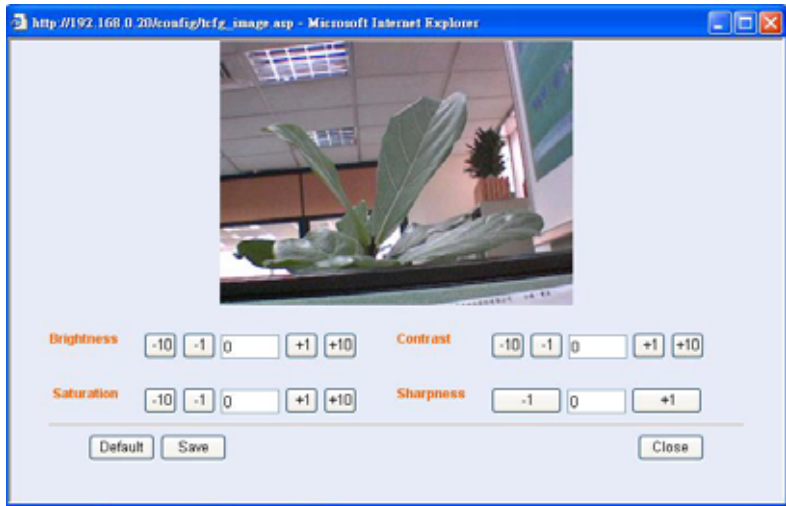 http://192.168.0.20/config/tcfg_image.asp - Microsoft Internet Explorer
Brightness -10 -1 0 +1 +10 Contrast -10 -1 0 +1 +10
Saturation -10 -1 0 +1 +10 Sharpness -1 0 +1
Default Save Close